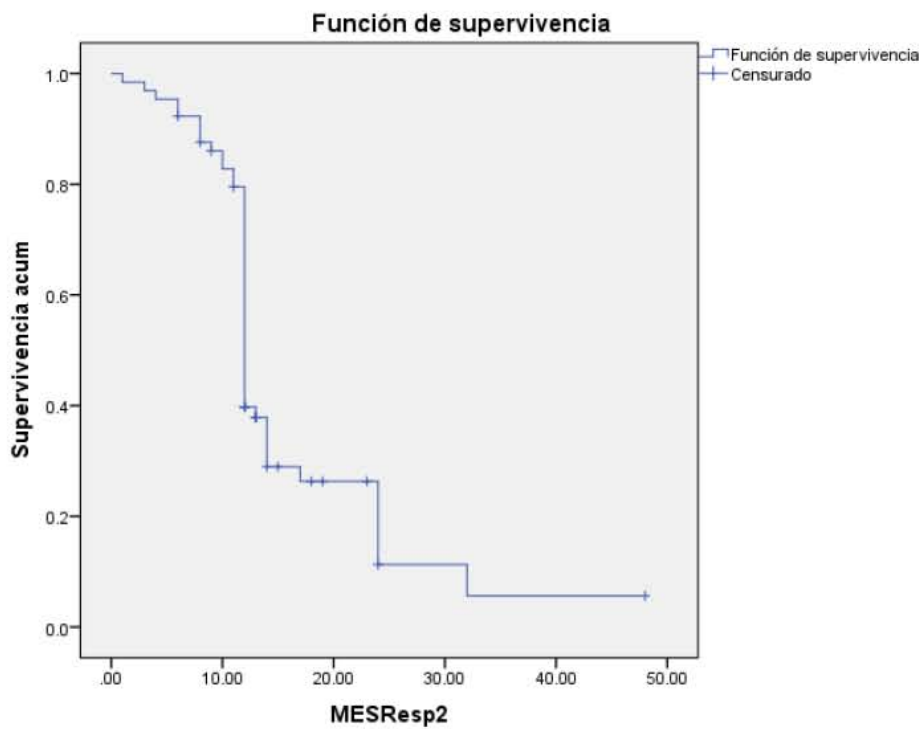 Función de supervivencia
Función de supervivencia
Censurado
Supervivencia acum
1.0
0.8
0.6
0.4
0.2
0.0
.00 10.00 20.00 30.00 40.00 50.00
MESResp2